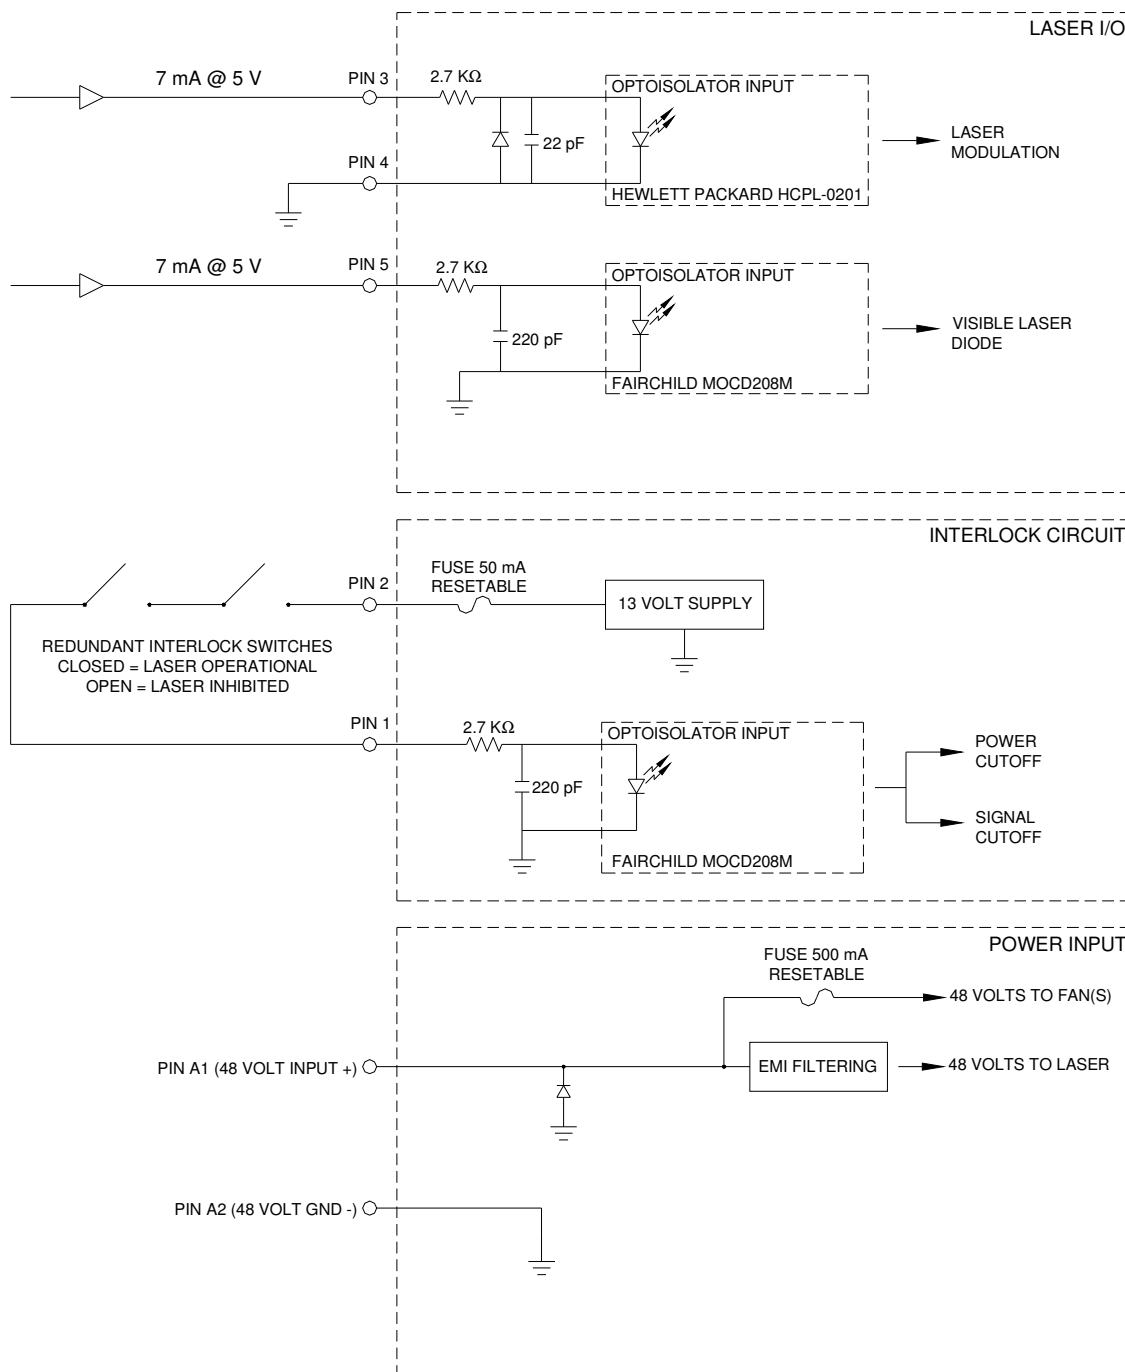 LASER I/O
7 mA @ 5 V
PIN 3
2.7 KΩ
OPTOISOLATOR INPUT
22 pF
LASER
MODULATION
PIN 4
HEWLETT PACKARD HCPL-0201
7 mA @ 5 V
PIN 5
2.7 KΩ
OPTOISOLATOR INPUT
220 pF
VISIBLE LASER
DIODE
FAIRCHILD MOCD208M
INTERLOCK CIRCUIT
PIN 2
FUSE 50 mA
RESETABLE
13 VOLT SUPPLY
REDUNDANT INTERLOCK SWITCHES
CLOSED = LASER OPERATIONAL
OPEN = LASER INHIBITED
PIN 1
2.7 KΩ
OPTOISOLATOR INPUT
220 pF
POWER
CUTOFF
SIGNAL
CUTOFF
FAIRCHILD MOCD208M
POWER INPUT
FUSE 500 mA
RESETABLE
48 VOLTS TO FAN(S)
PIN A1 (48 VOLT INPUT +)
EMI FILTERING
48 VOLTS TO LASER
PIN A2 (48 VOLT GND -)